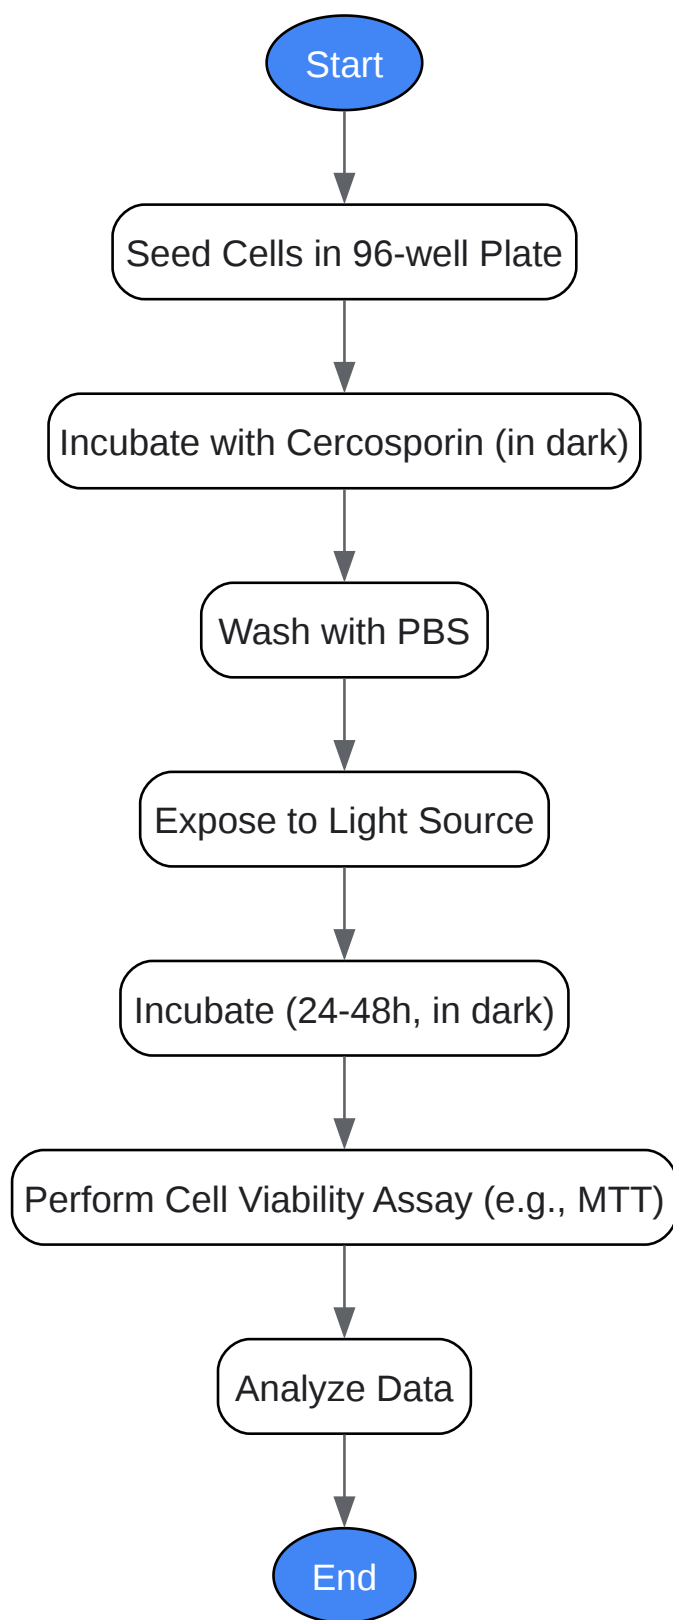 Start
Seed Cells in 96-well Plate
Incubate with Cercosporin (in dark)
Wash with PBS
Expose to Light Source
Incubate (24-48h, in dark)
Perform Cell Viability Assay (e.g., MTT)
Analyze Data
End